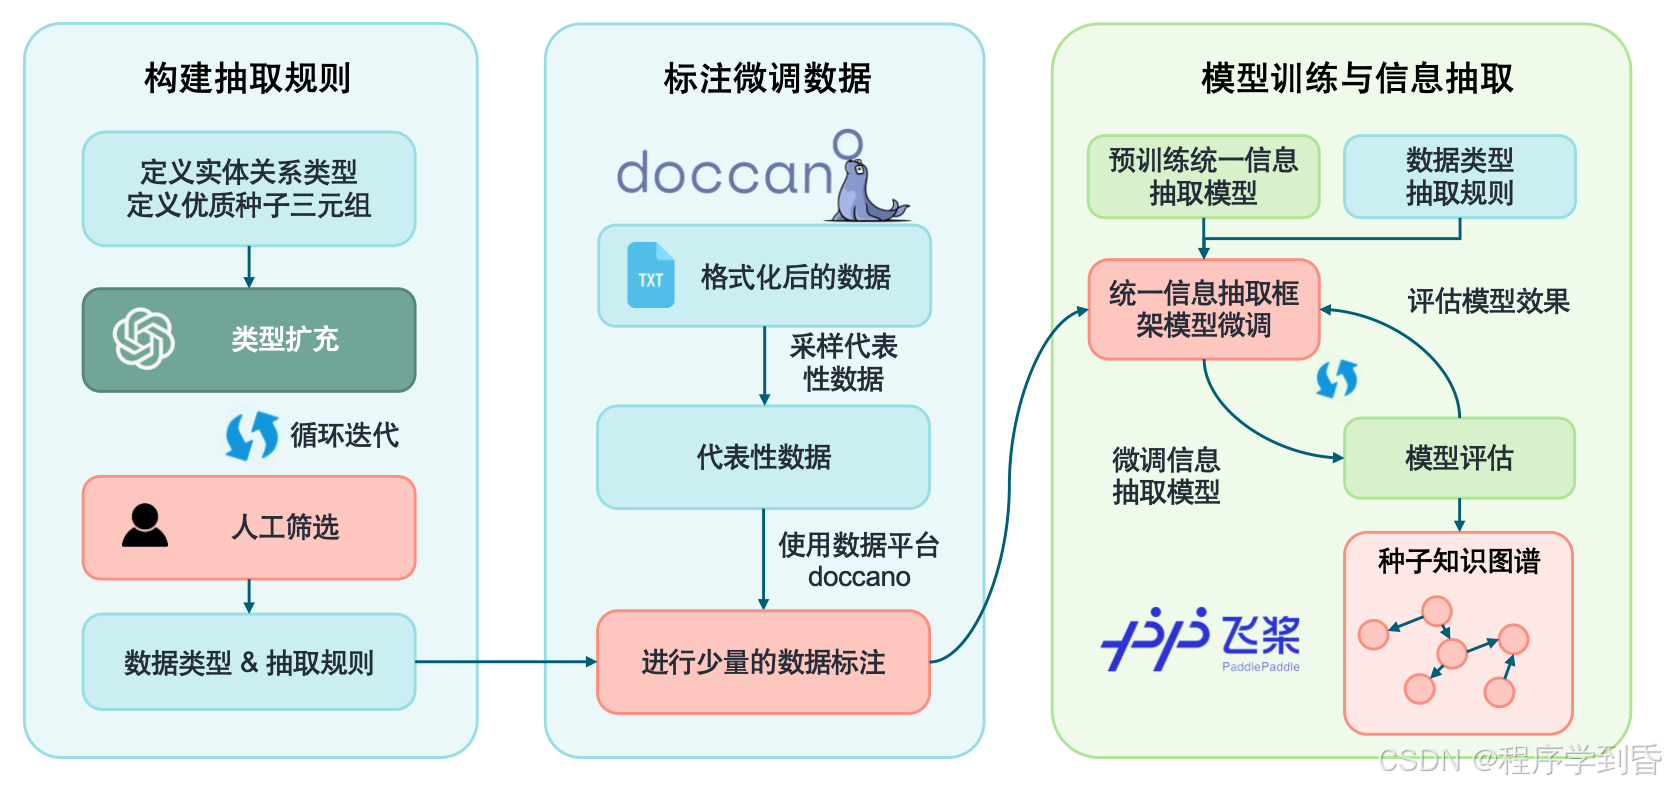 构建抽取规则
定义实体关系类型
定义优质种子三元组
类型扩充
循环迭代
人工筛选
数据类型 & 抽取规则
标注微调数据
doccano
TXT
格式化后的数据
采样代表
性数据
代表性数据
使用数据平台
doccano
进行少量的数据标注
模型训练与信息抽取
预训练统一信息
抽取模型
数据类型
抽取规则
统一信息抽取框
架模型微调
评估模型效果
微调信息
抽取模型
模型评估
种子知识图谱
飞桨
PaddlePaddle
CSDN @程序学到昏